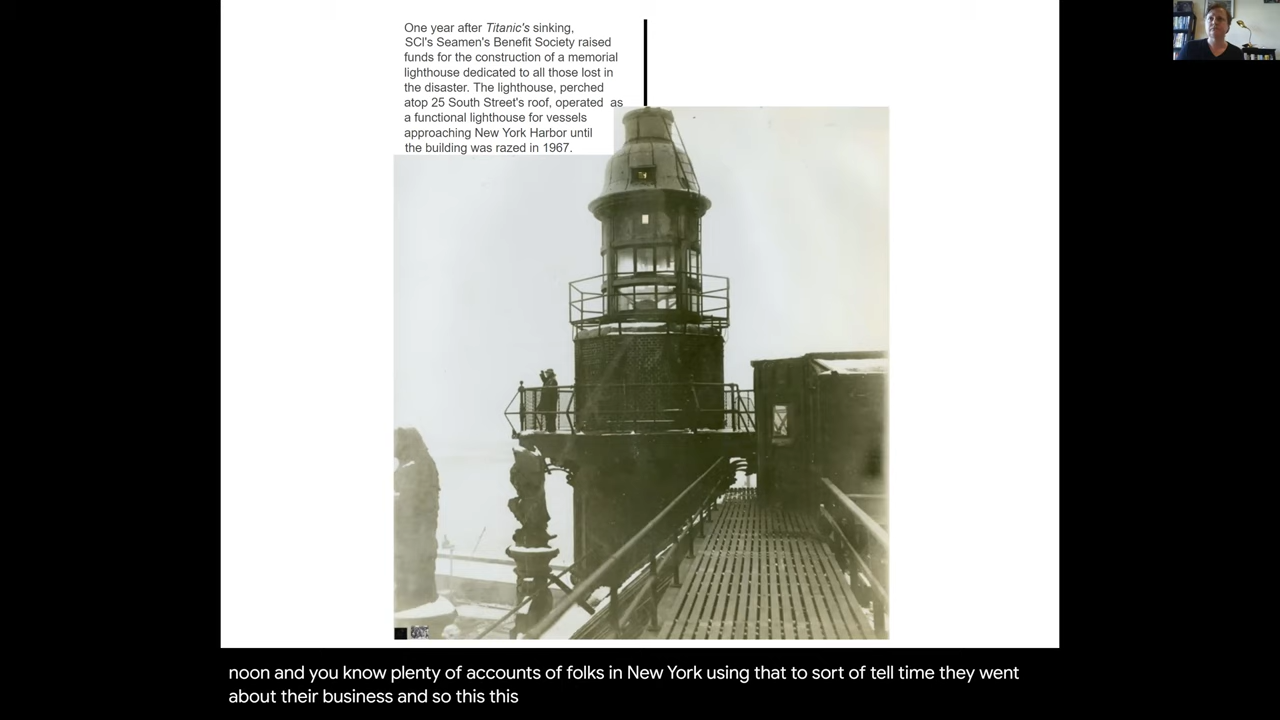 One year after Titanic's sinking,
SCI's Seamen's Benefit Society raised
funds for the construction of a memorial
lighthouse dedicated to all those lost in
the disaster. The lighthouse, perched
atop 25 South Street's roof, operated as
a functional lighthouse for vessels
approaching New York Harbor until
the building was razed in 1967.
noon and you know plenty of accounts of folks in New York using that to sort of tell time they went
about their business and so this this